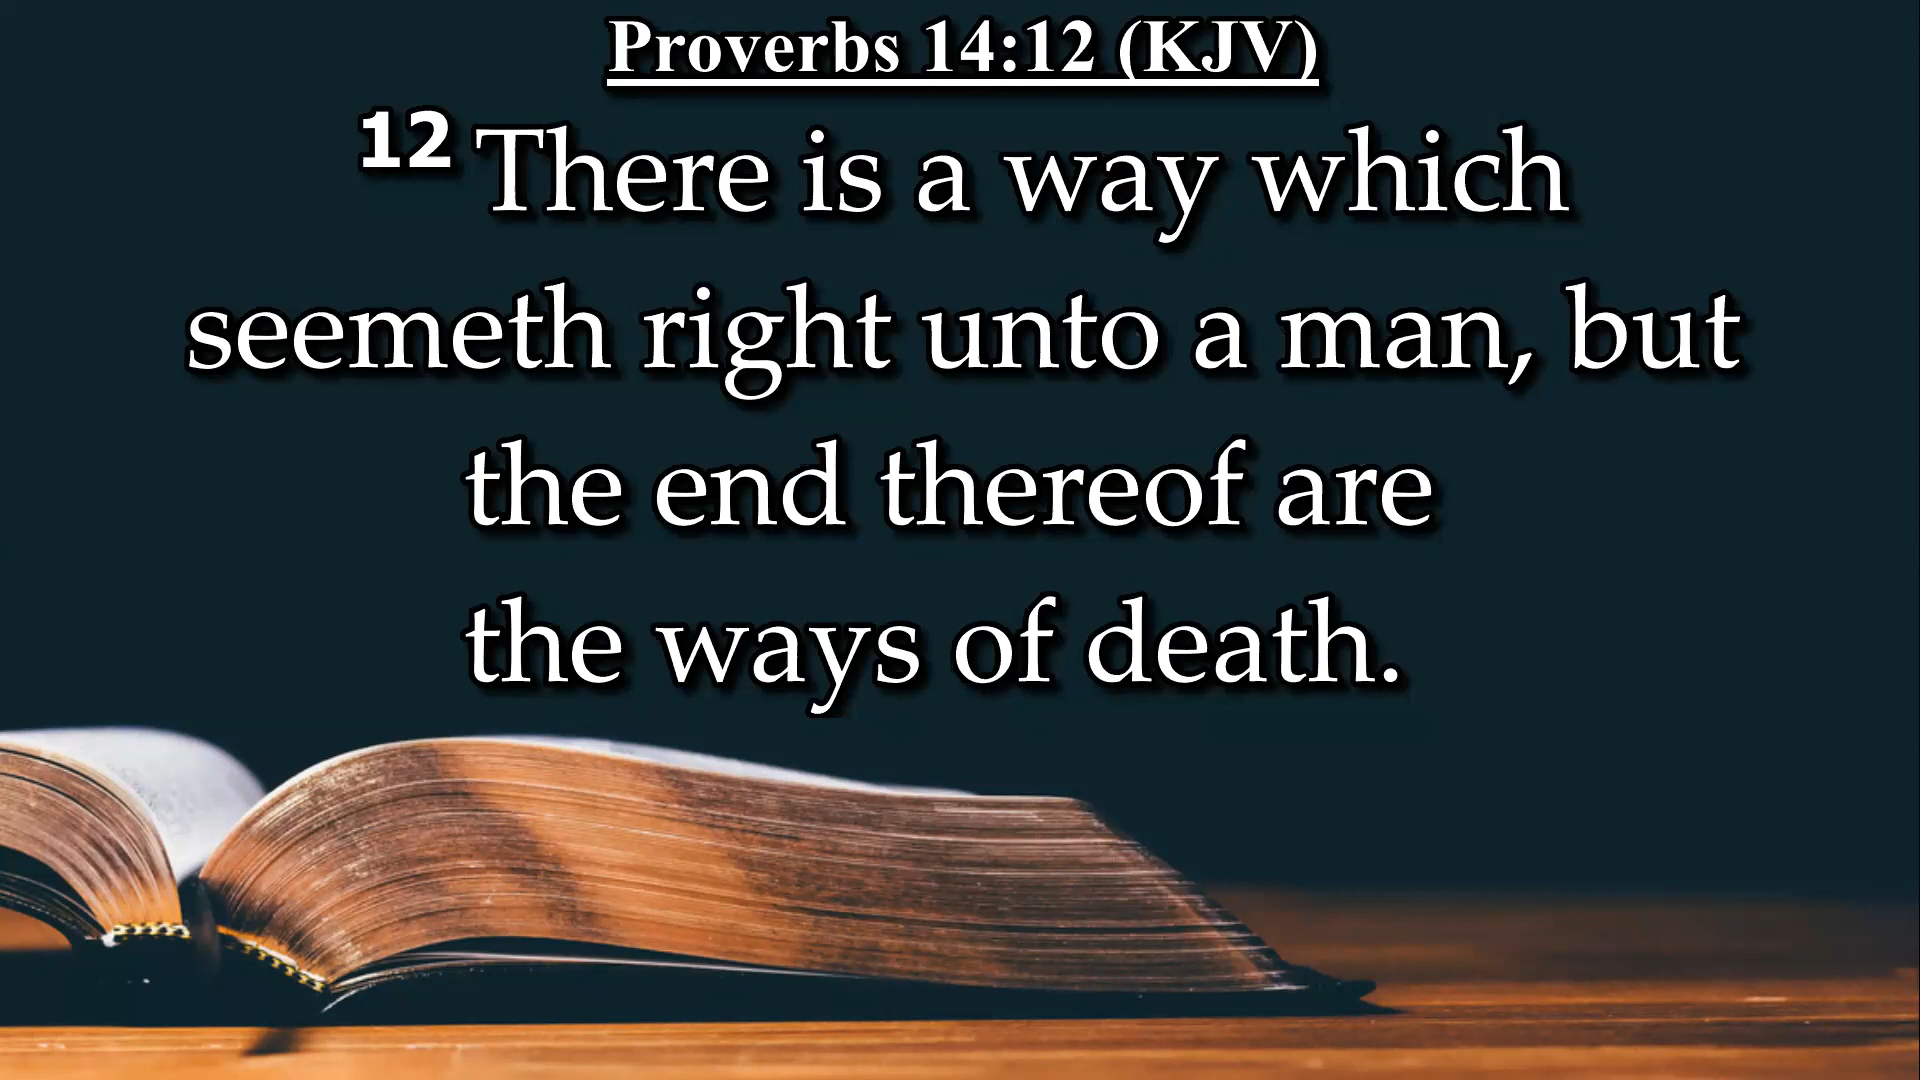 Proverbs 14:12 (KJV)
12 There is a way which
seemeth right unto a man, but
the end thereof are
the ways of death.